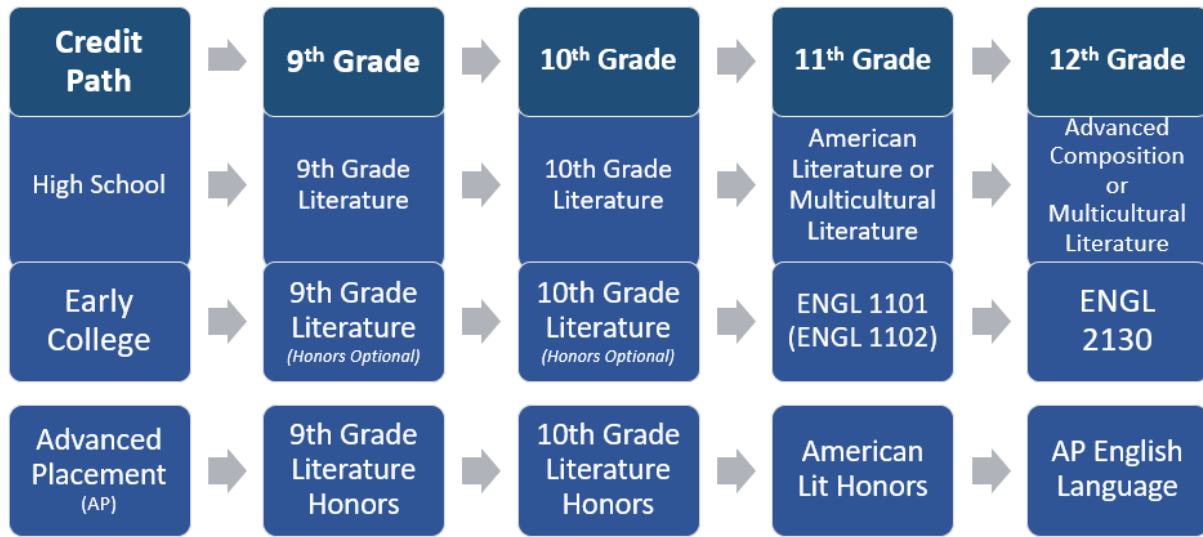 Credit
Path
9th Grade
10th Grade
11th Grade
12th Grade
High School
9th Grade
Literature
10th Grade
Literature
American
Literature or
Multicultural
Literature
Advanced
Composition
or
Multicultural
Literature
Early
College
9th Grade
Literature
(Honors Optional)
10th Grade
Literature
(Honors Optional)
ENGL 1101
(ENGL 1102)
ENGL
2130
Advanced
Placement
(AP)
9th Grade
Literature
Honors
10th Grade
Literature
Honors
American
Lit Honors
AP English
Language